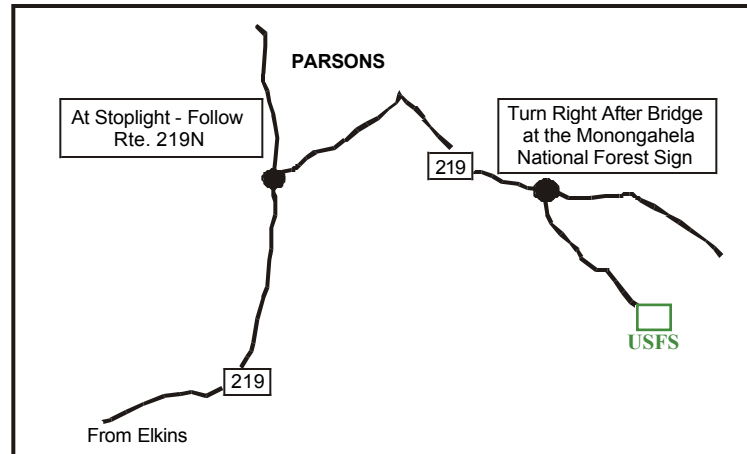 PARSONS
At Stoplight - Follow
Rte. 219N
Turn Right After Bridge
at the Monongahela
National Forest Sign
219
USFS
219
From Elkins